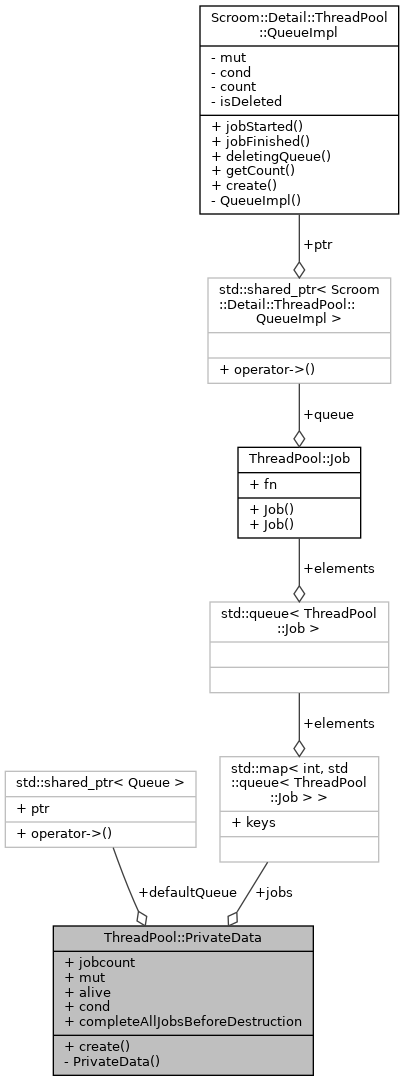 Scroom::Detail::ThreadPool
::QueueImpl
- mut
- cond
- count
- isDeleted
+ jobStarted()
+ jobFinished()
+ deletingQueue()
+ getCount()
+ create()
- QueueImpl()
+ptr
std::shared_ptr< Scroom
::Detail::ThreadPool::
QueueImpl >
+ operator->()
+queue
ThreadPool::Job
+ fn
+ Job()
+ Job()
+elements
std::queue< ThreadPool
::Job >
+elements
std::map< int, std
::queue< ThreadPool
::Job > >
+ keys
std::shared_ptr< Queue >
+ ptr
+ operator->()
+defaultQueue
+jobs
ThreadPool::PrivateData
+ jobcount
+ mut
+ alive
+ cond
+ completeAllJobsBeforeDestruction
+ create()
- PrivateData()